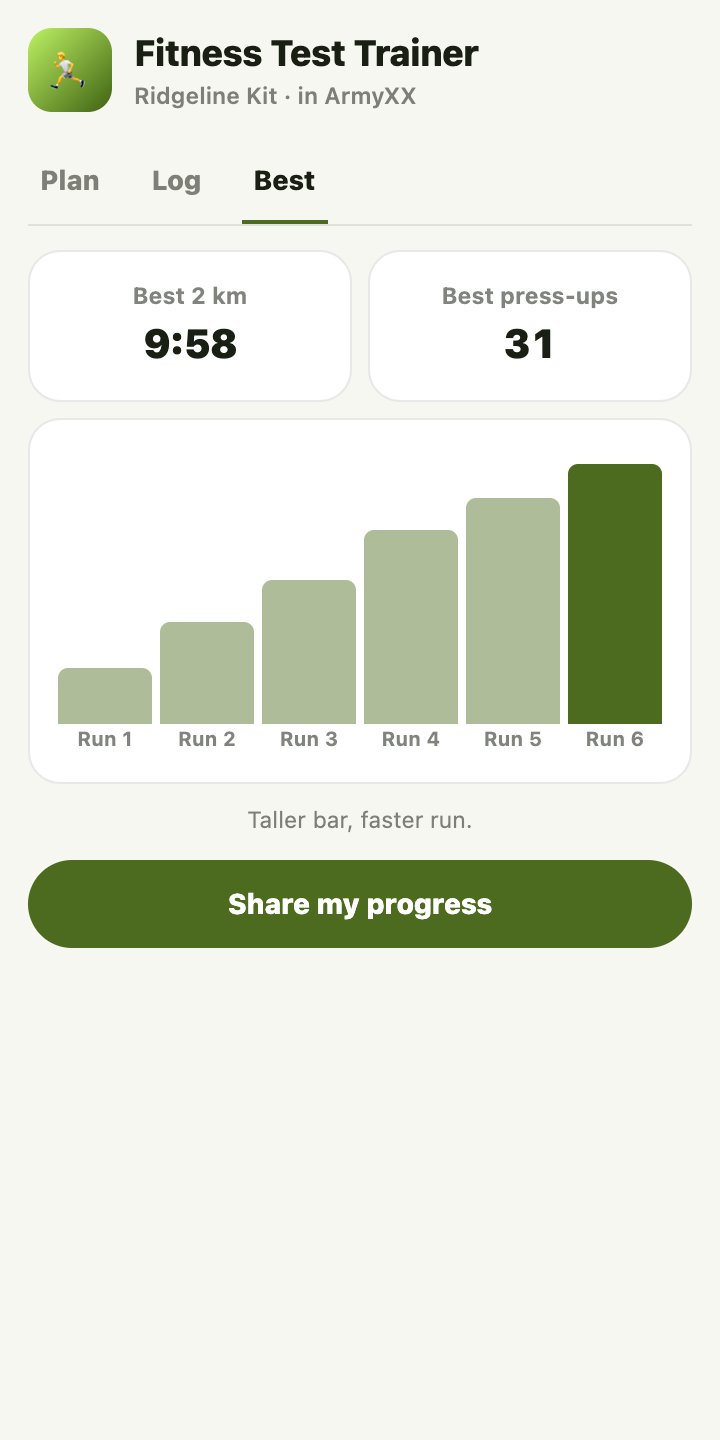 Fitness Test Trainer
Ridgeline Kit · in ArmyXX
Plan Log Best
Best 2 km
9:58
Best press-ups
31
Run 1 Run 2 Run 3 Run 4 Run 5 Run 6
Taller bar, faster run.
Share my progress